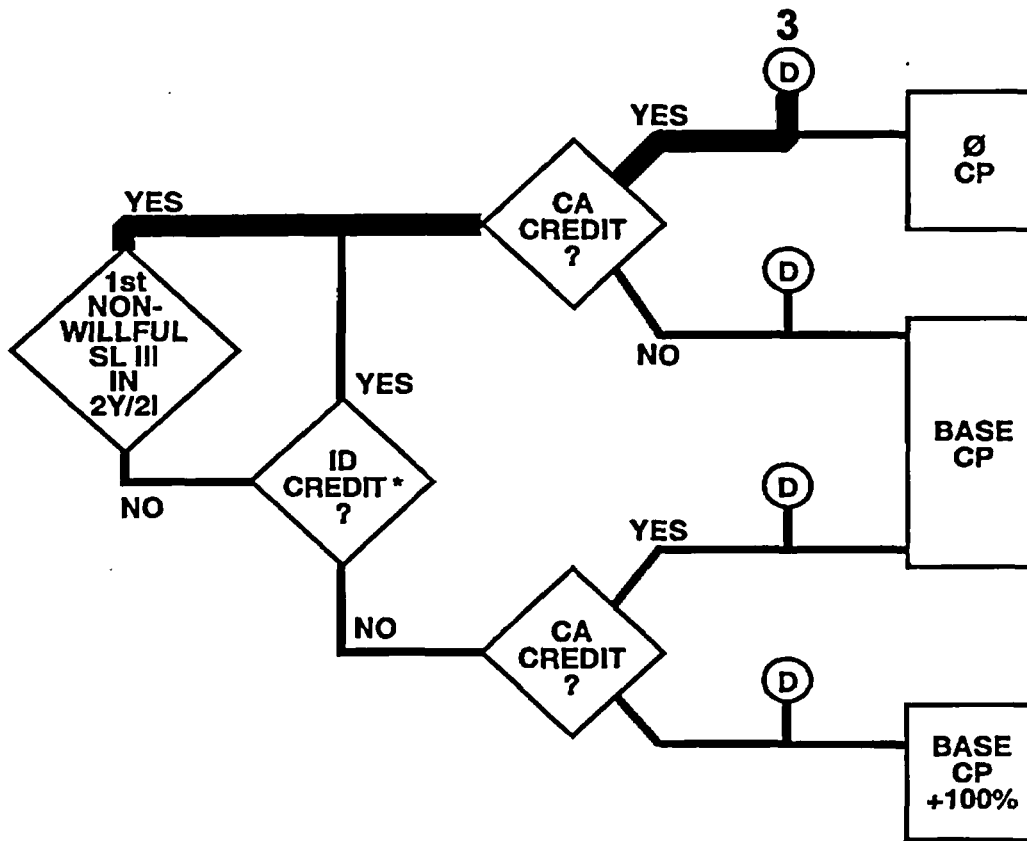 3
D
YES
Ø
CP
CA
CREDIT
?
YES
1st
NON-
WILLFUL
SL III
IN
2Y/2I
D
NO
YES
BASE
CP
ID
CREDIT*
?
NO
D
YES
NO
CA
CREDIT
?
D
BASE
CP
+100%